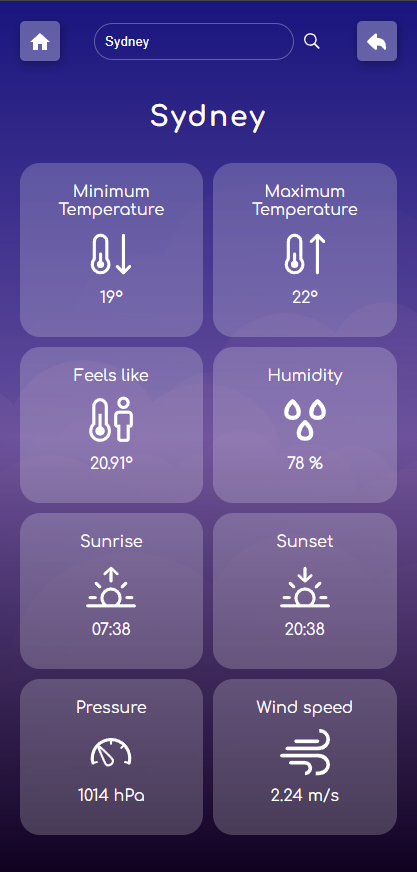 Sydney
Sydney
Minimum
Temperature
19°
Maximum
Temperature
22°
Feels like
20.91°
Humidity
78 %
Sunrise
07:38
Sunset
20:38
Pressure
1014 hPa
Wind speed
2.24 m/s